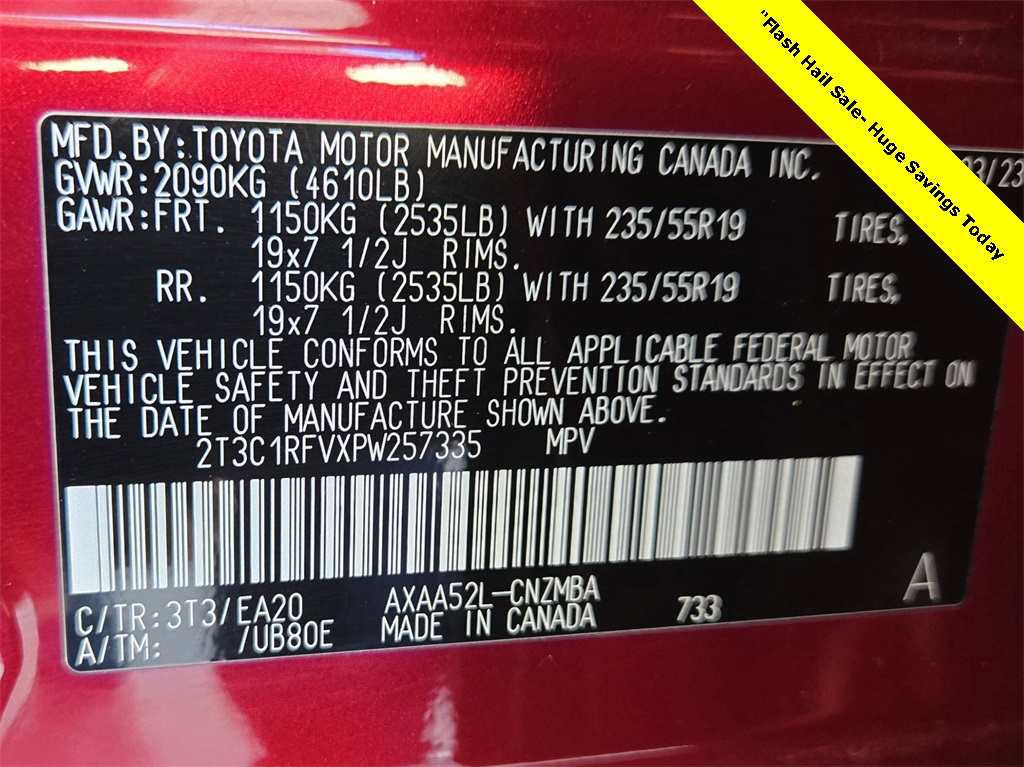 "Flash Hail Sale- Huge Savings Today
MFD.BY:TOYOTA MOTOR MANUFACTURING CANADA INC.
GVWR:2090KG (4610LB)
GAWR:FRT. 1150KG (2535LB) WITH 235/55R19 TIRES,
19x7 1/2J RIMS.
RR. 1150KG (2535LB) WITH 235/55R19 TIRES,
19x7 1/2J RIMS.
THIS VEHICLE CONFORMS TO ALL APPLICABLE FEDERAL MOTOR
VEHICLE SAFETY AND THEFT PREVENTION STANDARDS IN EFFECT ON
THE DATE OF MANUFACTURE SHOWN ABOVE.
2T3C1RFVXPW257335 MPV
C/TR:3T3/EA20 AXAA52L-CNZMBA 733 A
A/TM: /UB80E MADE IN CANADA